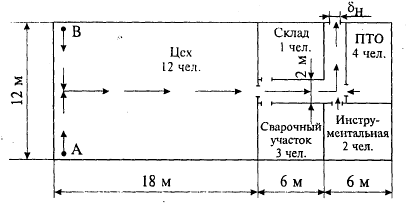 δн
В
Цех
12 чел.
Склад
1 чел.
2 м
ПТО
4 чел.
12 м
А
Сварочный
участок
3 чел.
Инстру-
ментальная
2 чел.
18 м
6 м
6 м